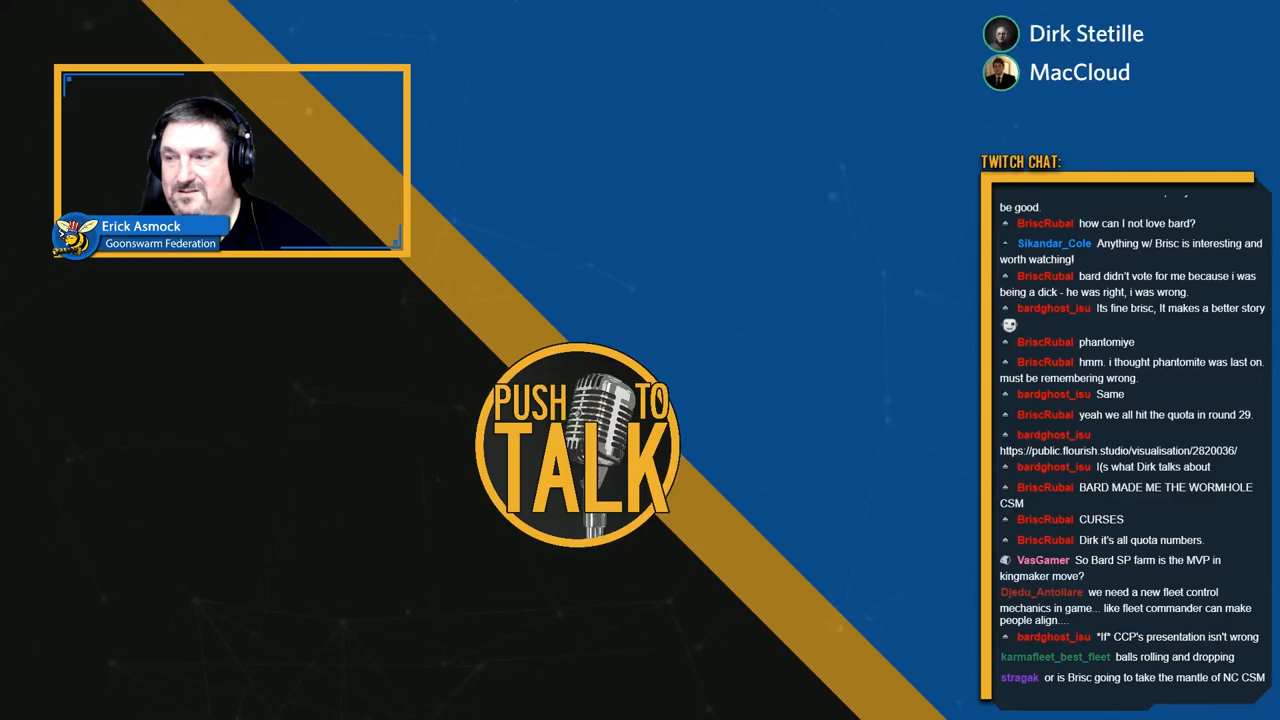 Dirk Stetille
MacCloud
Erick Asmock
Goonswarm Federation
PUSH TO
TALK
TWITCH CHAT:
be good.
BriscRubal how can I not love bard?
Sikandar_Cole Anything w/ Brisc is interesting and
worth watching!
BriscRubal bard didn't vote for me because i was
being a dick - he was right, i was wrong.
bardghost_isu Its fine brisc, It makes a better story
BriscRubal phantomiye
BriscRubal hmm. i thought phantomite was last on.
must be remembering wrong.
bardghost_isu Same
BriscRubal yeah we all hit the quota in round 29.
bardghost_isu
https://public.flourish.studio/visualisation/2820036/
bardghost_isu I(s what Dirk talks about
BriscRubal BARD MADE ME THE WORMHOLE
CSM
BriscRubal CURSES
BriscRubal Dirk it's all quota numbers.
VasGamer So Bard SP farm is the MVP in
kingmaker move?
Djedu_Antollare we need a new fleet control
mechanics in game... like fleet commander can make
people align....
bardghost_isu *If* CCP's presentation isn't wrong
karmafleet_best_fleet balls rolling and dropping
stragak or is Brisc going to take the mantle of NC CSM